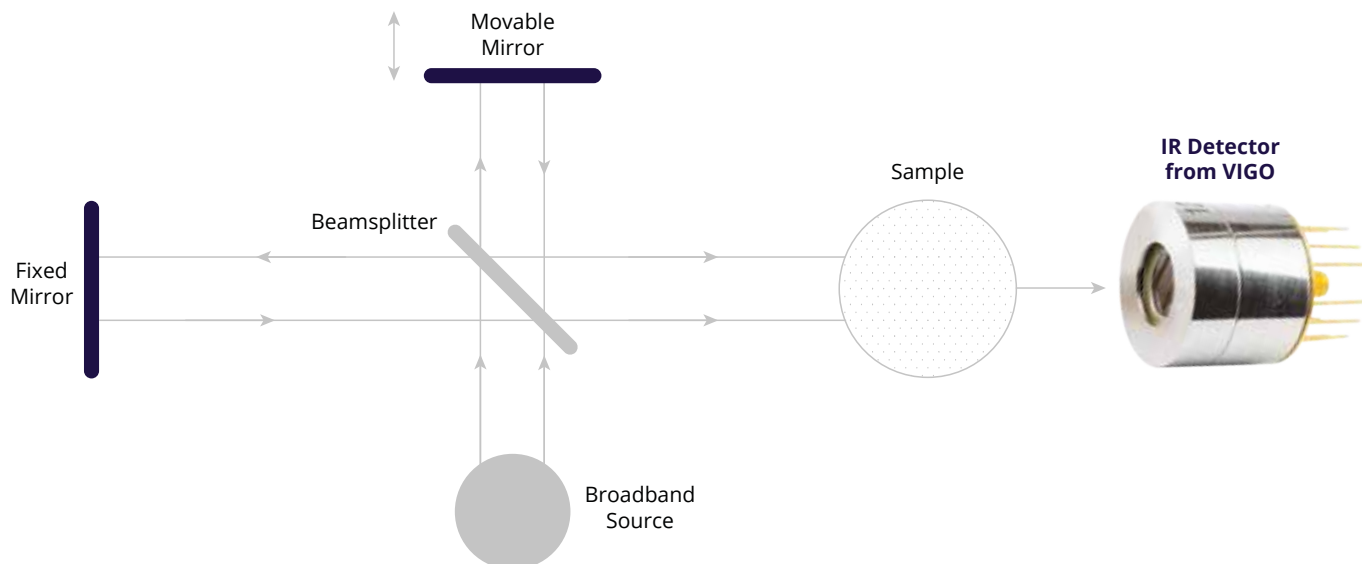 Movable
Mirror
IR Detector
from VIGO
Sample
Beamsplitter
Fixed
Mirror
Broadband
Source